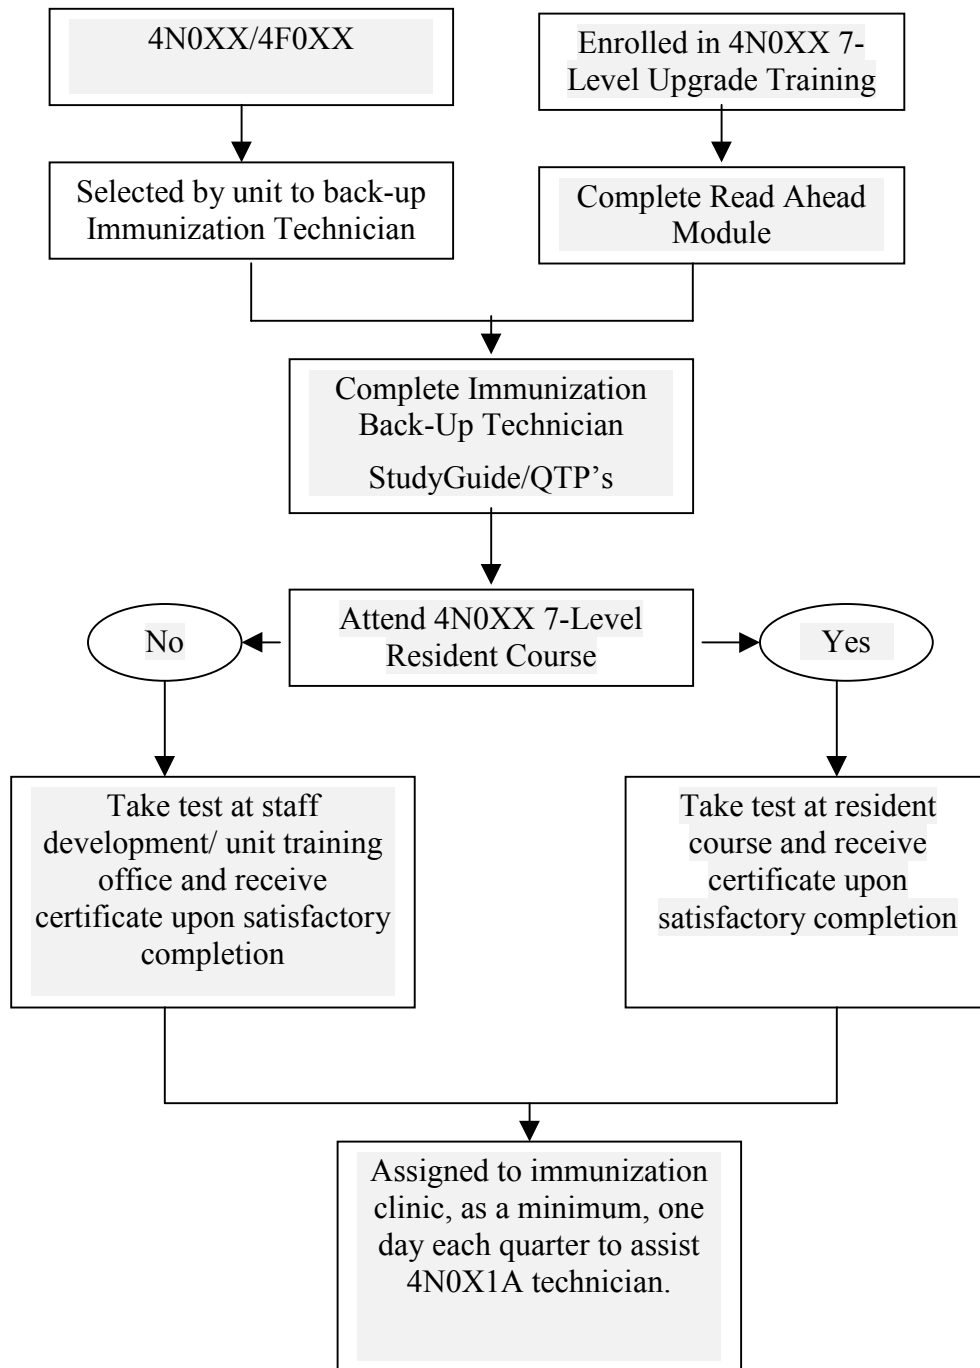 4N0XX/4F0XX
Enrolled in 4N0XX 7-
Level Upgrade Training
Selected by unit to back-up
Immunization Technician
Complete Read Ahead
Module
Complete Immunization
Back-Up Technician
StudyGuide/QTP’s
No
Attend 4N0XX 7-Level
Resident Course
Yes
Take test at staff
development/ unit training
office and receive
certificate upon satisfactory
completion
Take test at resident
course and receive
certificate upon
satisfactory completion
Assigned to immunization
clinic, as a minimum, one
day each quarter to assist
4N0X1A technician.